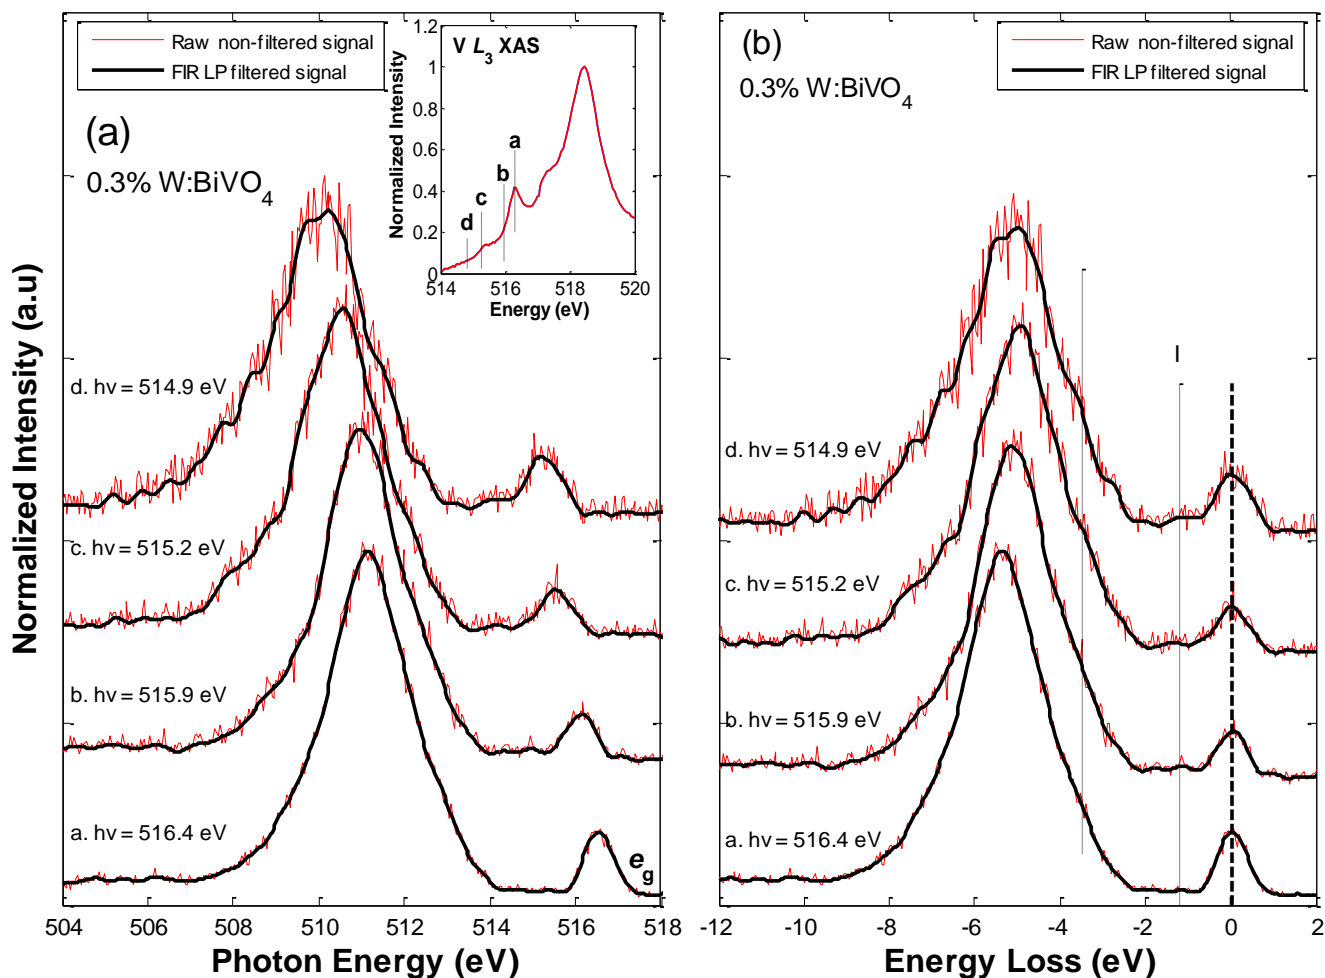 Raw non-filtered signal
FIR LP filtered signal
(a)
0.3% W:BiVO4
V L3 XAS
Normalized Intensity
1.2
1
0.8
0.6
0.4
0.2
0
a
b
c
d
514 516 518 520
Energy (eV)
d. hv = 514.9 eV
c. hv = 515.2 eV
b. hv = 515.9 eV
a. hv = 516.4 eV
eg
Normalized Intensity (a.u)
504 506 508 510 512 514 516 518
Photon Energy (eV)
(b)
Raw non-filtered signal
FIR LP filtered signal
0.3% W:BiVO4
I
d. hv = 514.9 eV
c. hv = 515.2 eV
b. hv = 515.9 eV
a. hv = 516.4 eV
-12 -10 -8 -6 -4 -2 0 2
Energy Loss (eV)